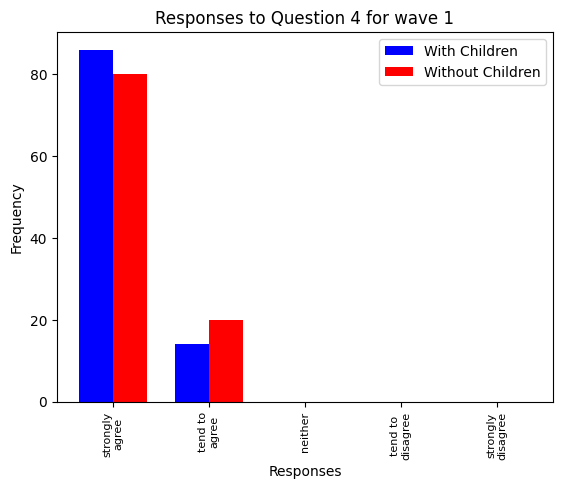 Responses to Question 4 for wave 1
With Children
Without Children
Frequency
80
60
40
20
0
strongly
agree
tend to
agree
neither
tend to
disagree
strongly
disagree
Responses